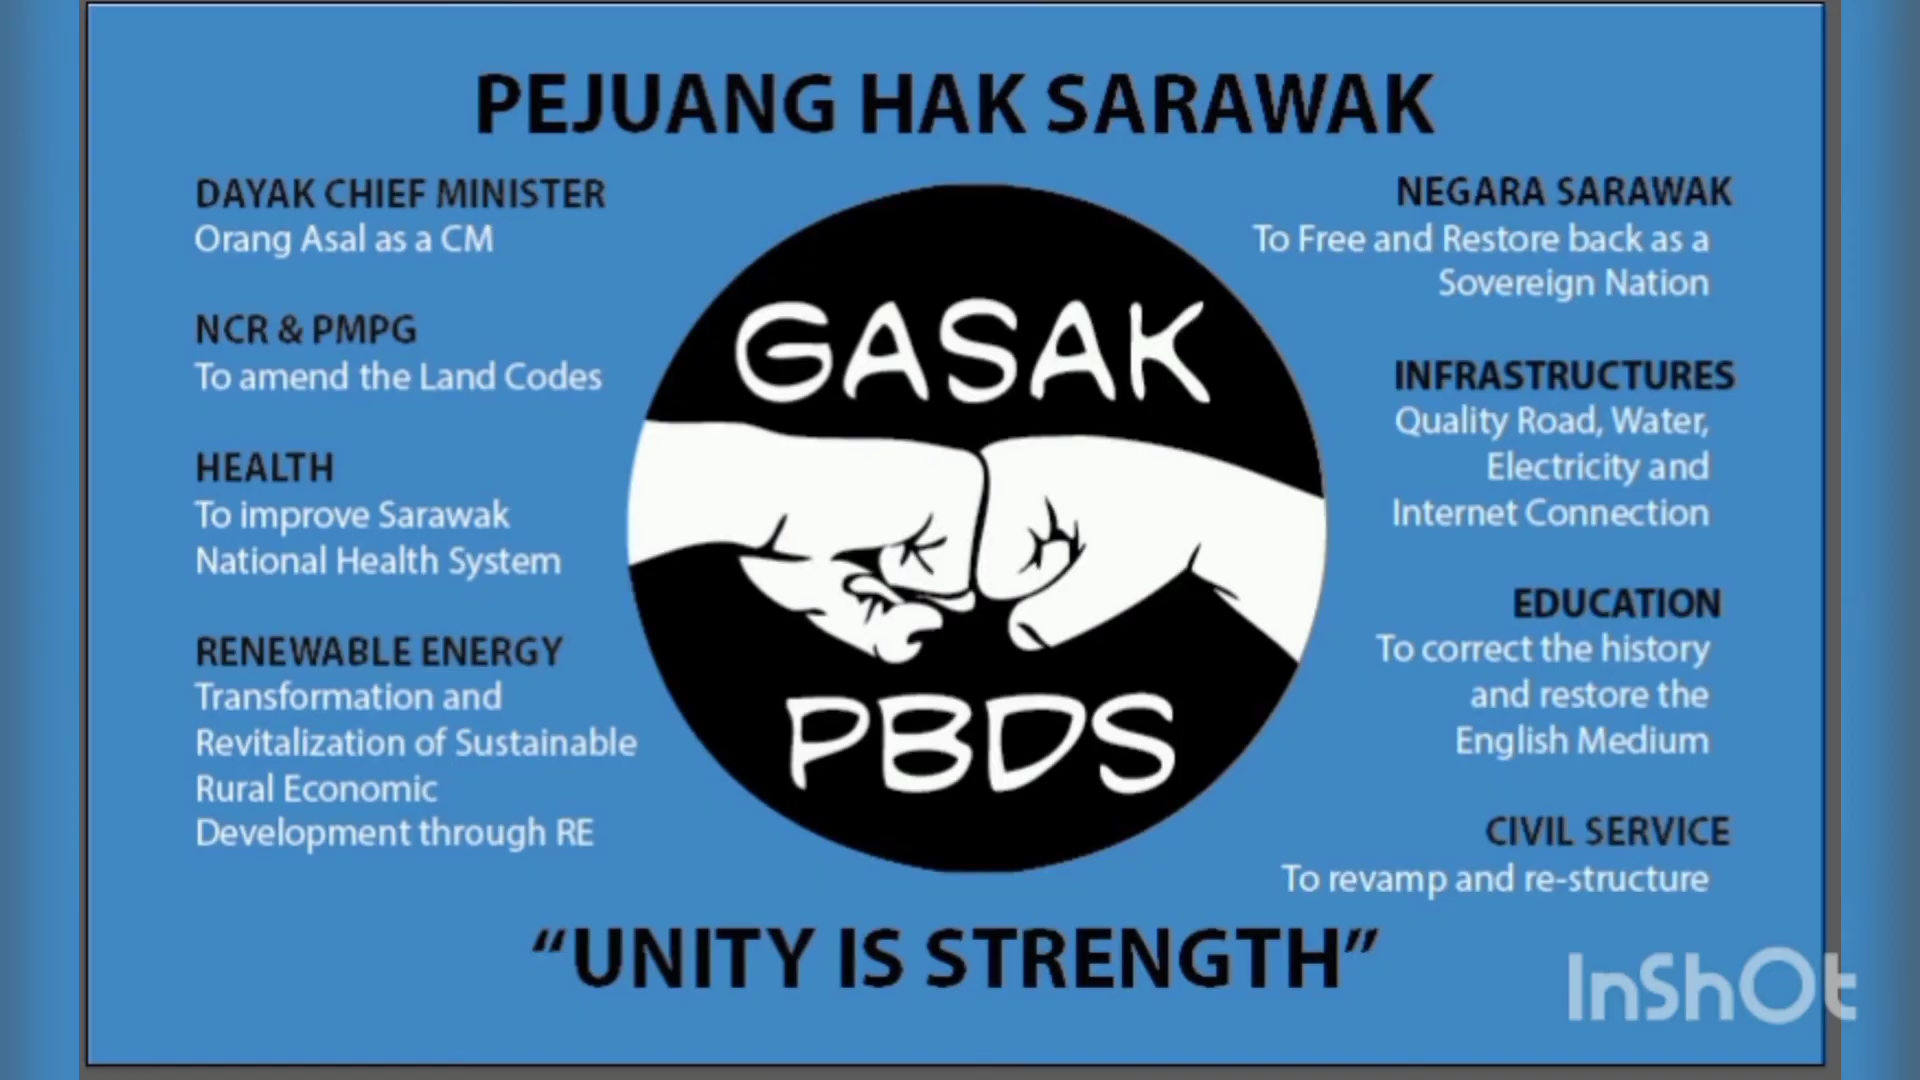 PEJUANG HAK SARAWAK
DAYAK CHIEF MINISTER
Orang Asal as a CM
NCR & PMPG
To amend the Land Codes
HEALTH
To improve Sarawak
National Health System
RENEWABLE ENERGY
Transformation and
Revitalization of Sustainable
Rural Economic
Development through RE
GASAK
PBDS
NEGARA SARAWAK
To Free and Restore back as a
Sovereign Nation
INFRASTRUCTURES
Quality Road, Water,
Electricity and
Internet Connection
EDUCATION
To correct the history
and restore the
English Medium
CIVIL SERVICE
To revamp and re-structure
“UNITY IS STRENGTH”
InShOt